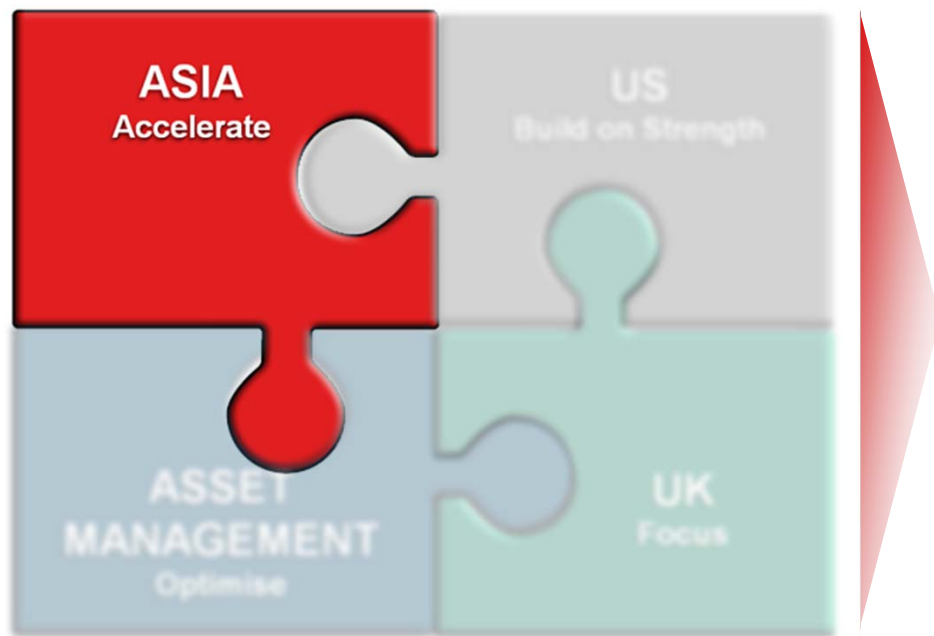 ASIA
Accelerate
US
Build on Strength
ASSET
MANAGEMENT
Optimise
UK
Focus